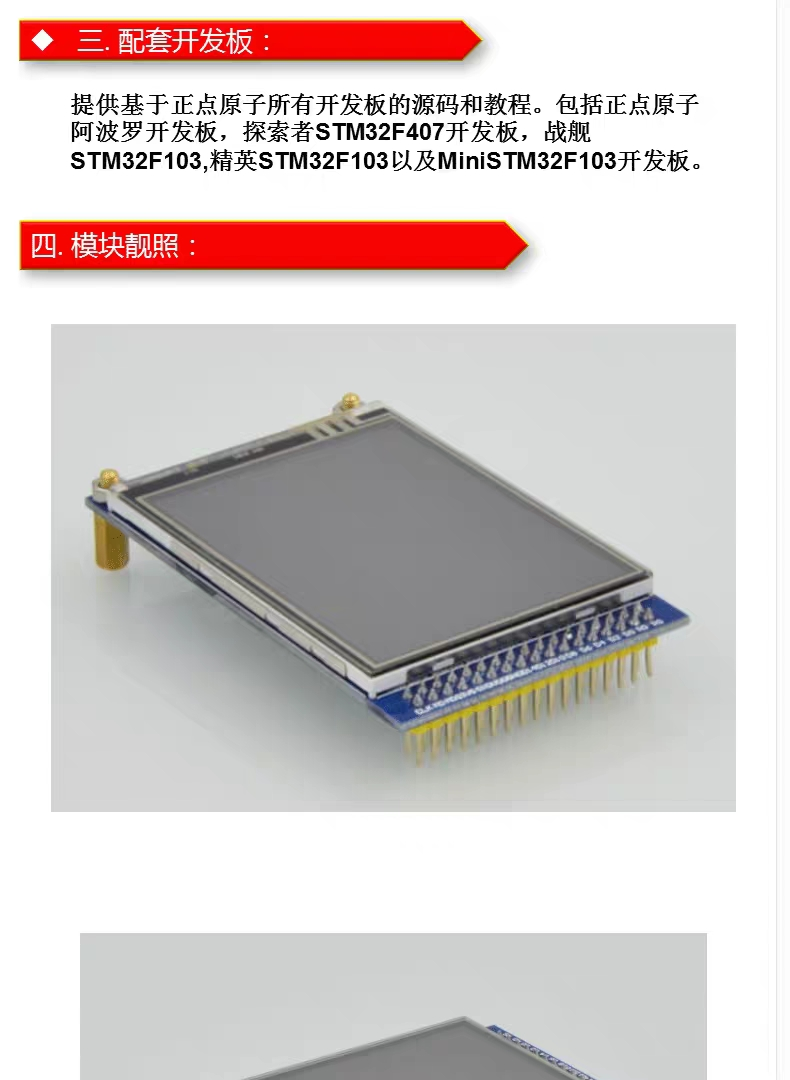 ◆ 三. 配套开发板：
提供基于正点原子所有开发板的源码和教程。包括正点原子
阿波罗开发板，探索者STM32F407开发板，战舰
STM32F103,精英STM32F103以及MiniSTM32F103开发板。
四. 模块靓照：